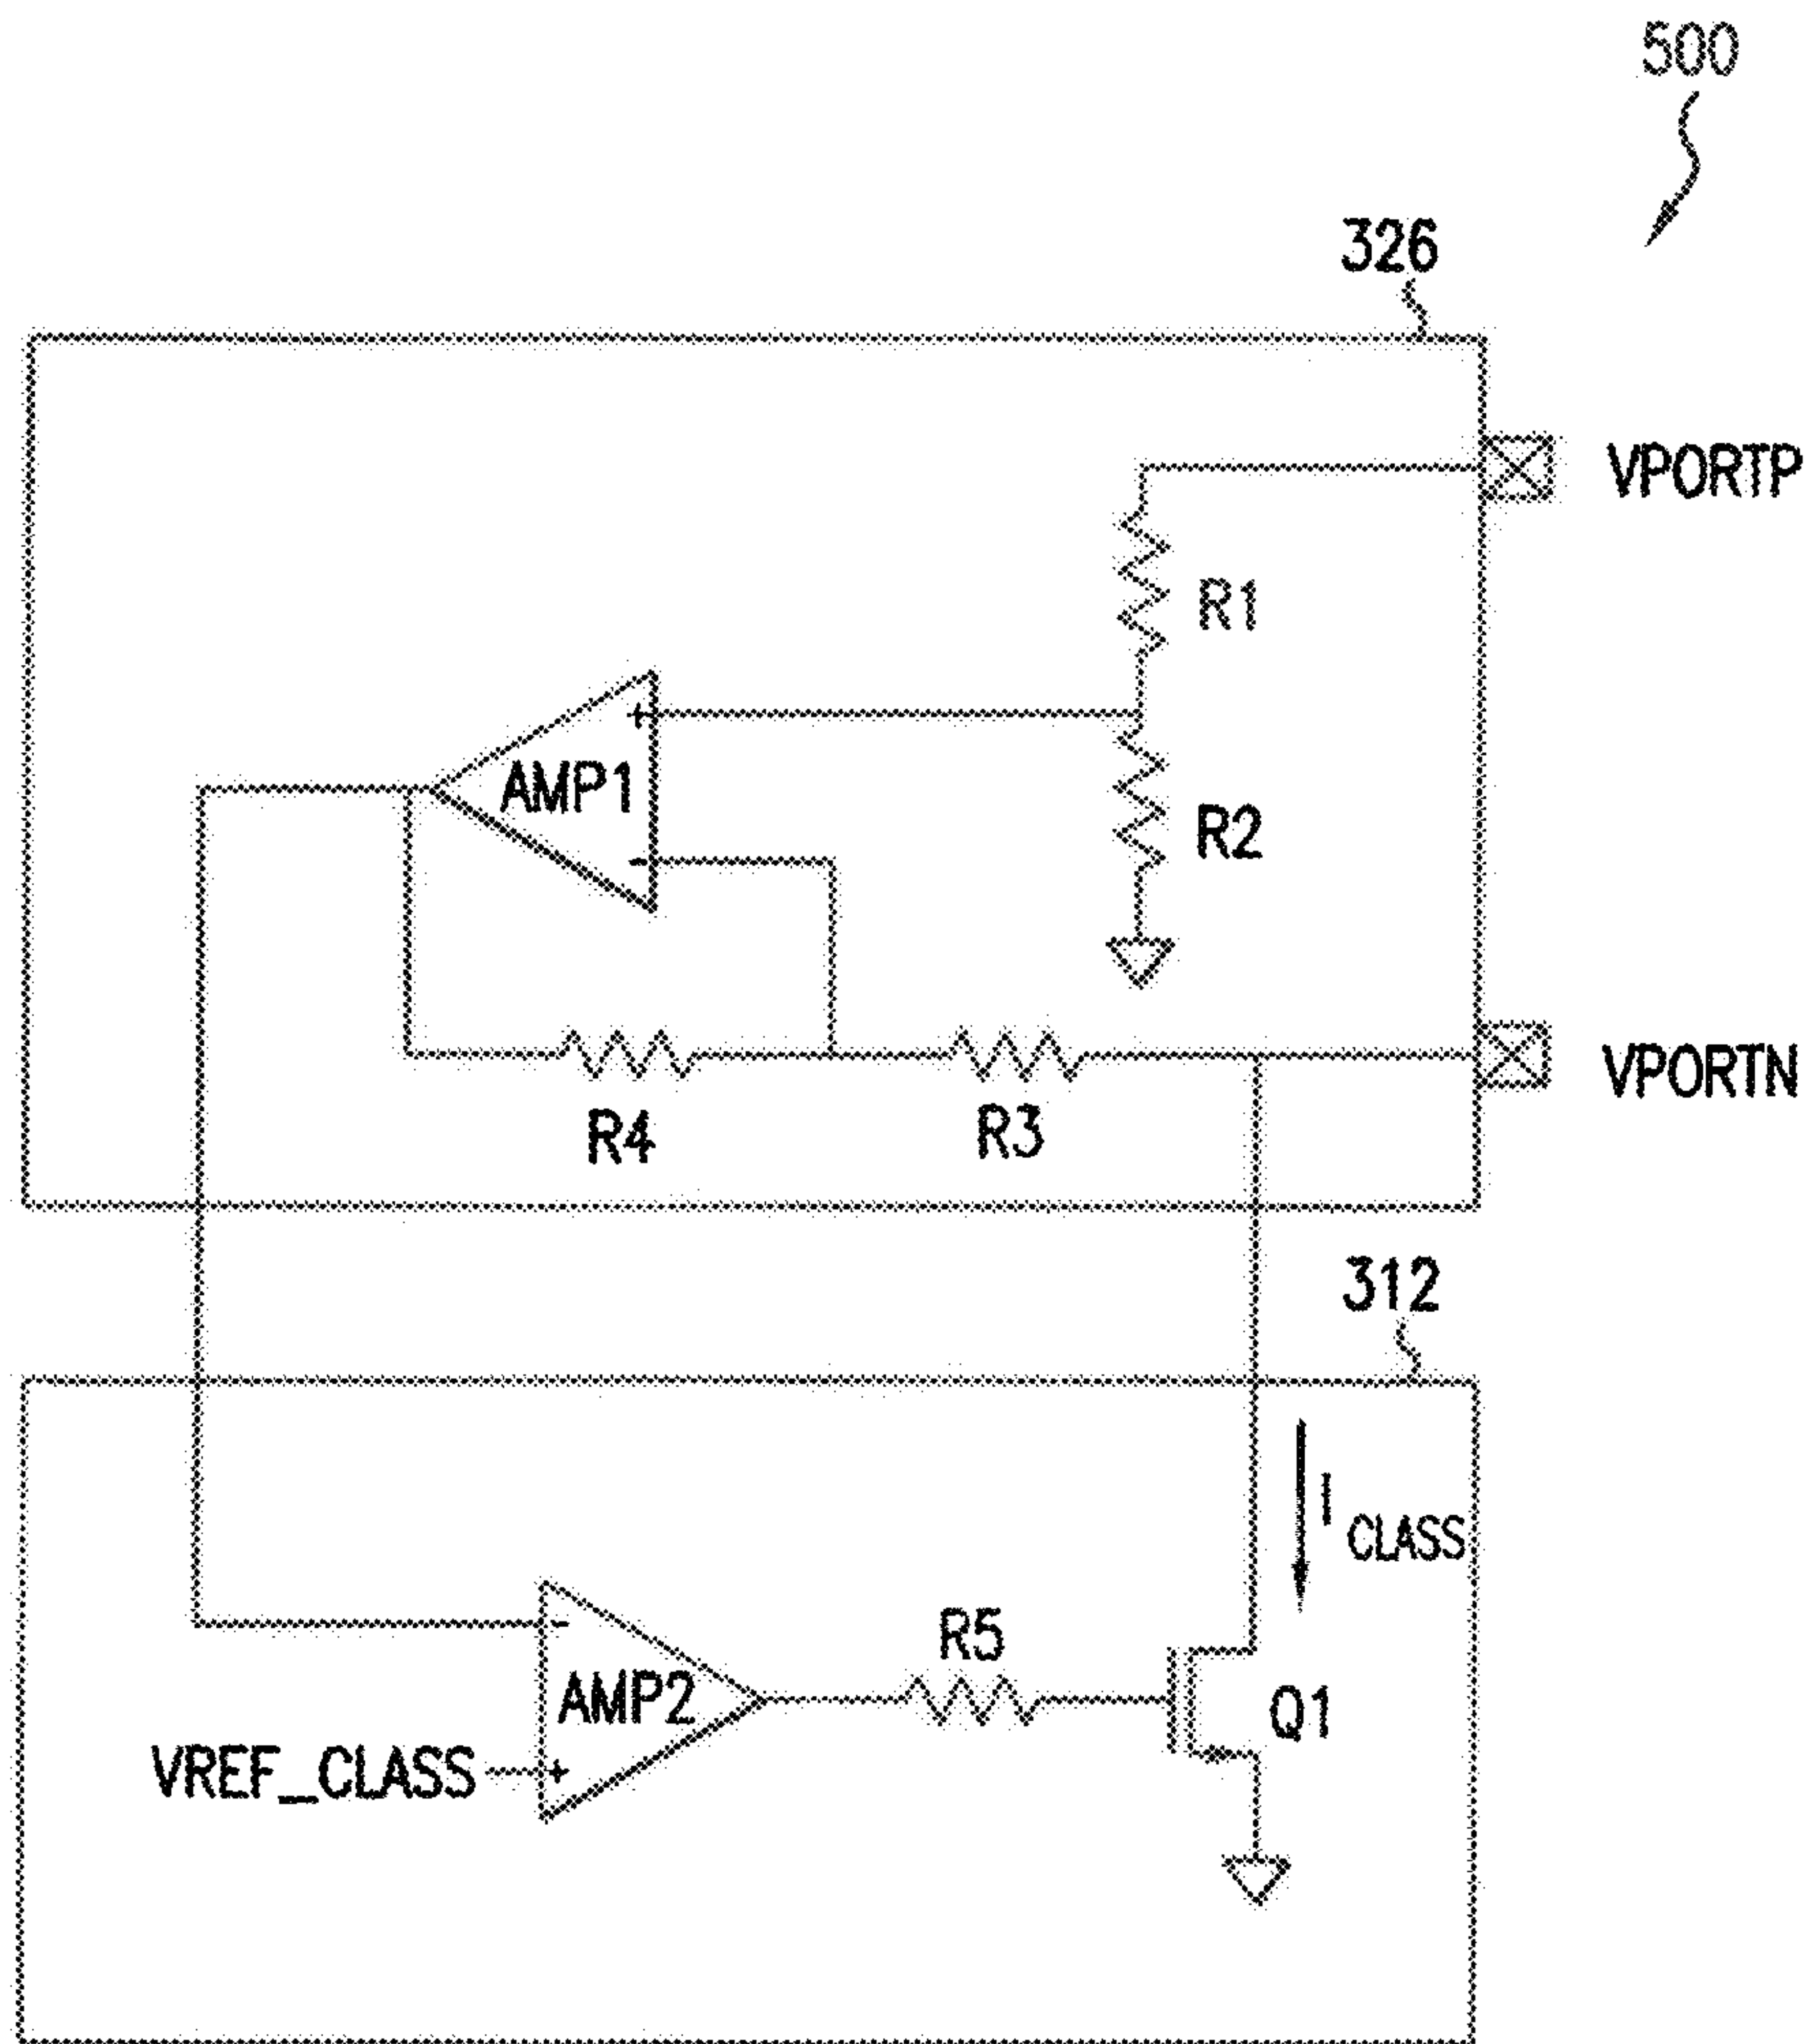 500
326
VPORTP
R1
+
AMP1
R2
-
VPORTN
R4
R3
312
I
CLASS
-
R5
AMP2
Q1
VREF_CLASS
+